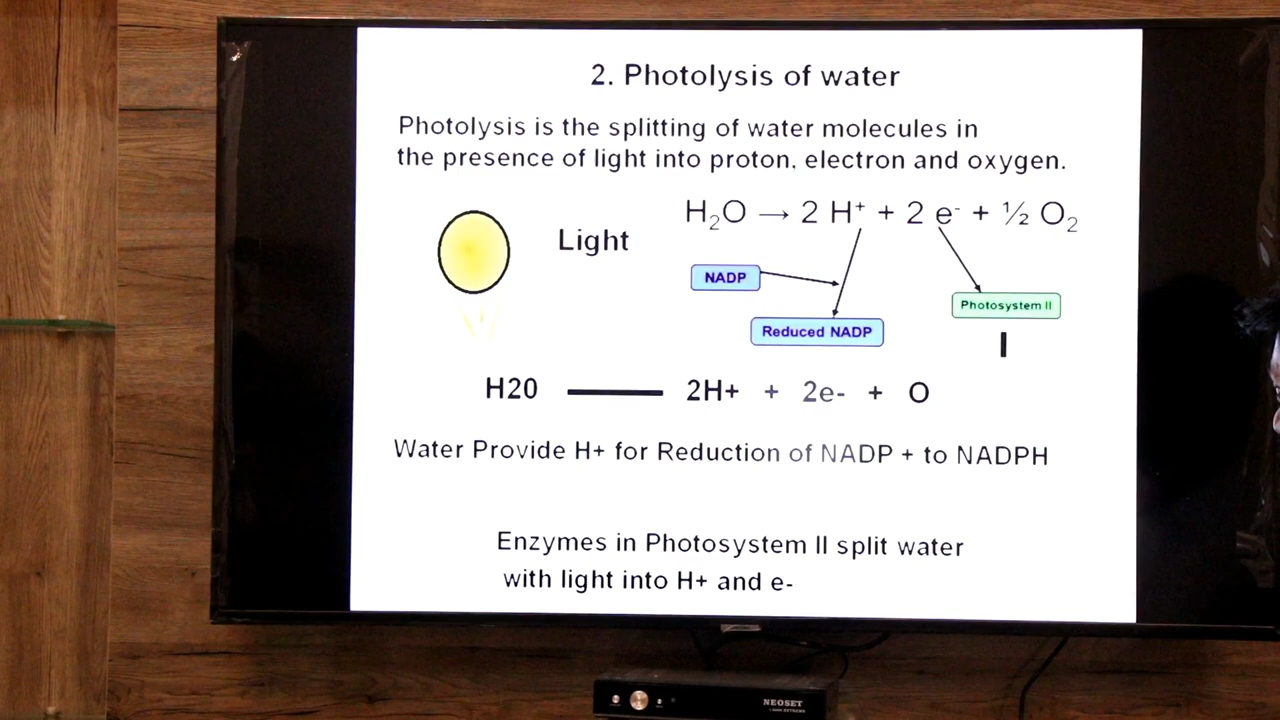 2. Photolysis of water
Photolysis is the splitting of water molecules in
the presence of light into proton, electron and oxygen.
H₂O → 2 H⁺ + 2 e⁻ + ½ O₂
Light
NADP
Photosystem II
Reduced NADP
H20 —— 2H+ + 2e- + O
Water Provide H+ for Reduction of NADP + to NADPH
Enzymes in Photosystem II split water
with light into H+ and e-
NEOSET